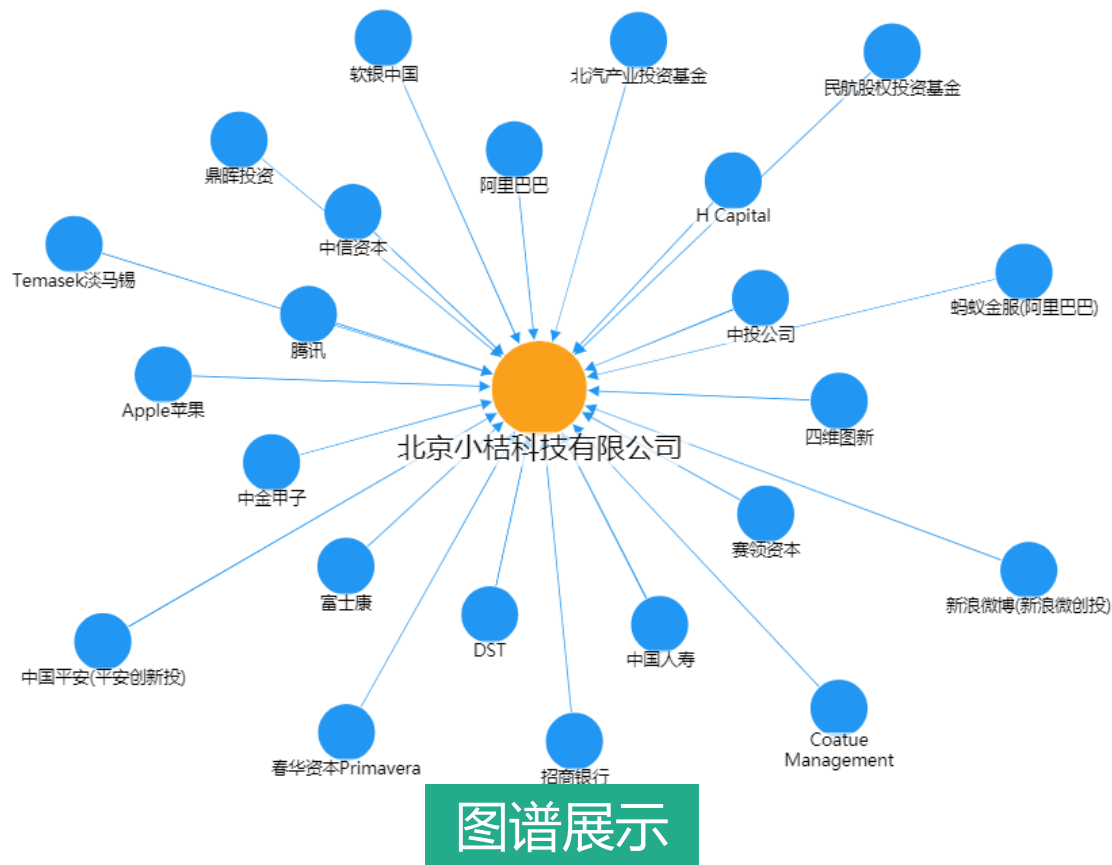 软银中国
北汽产业投资基金
民航股权投资基金
鼎晖投资
阿里巴巴
H Capital
中信资本
Temasek淡马锡
蚂蚁金服(阿里巴巴)
中投公司
腾讯
Apple苹果
四维图新
北京小桔科技有限公司
中金甲子
赛领资本
富士康
新浪微博(新浪微创投)
DST
中国人寿
中国平安(平安创新投)
Coatue
Management
春华资本Primavera
招商银行
图谱展示